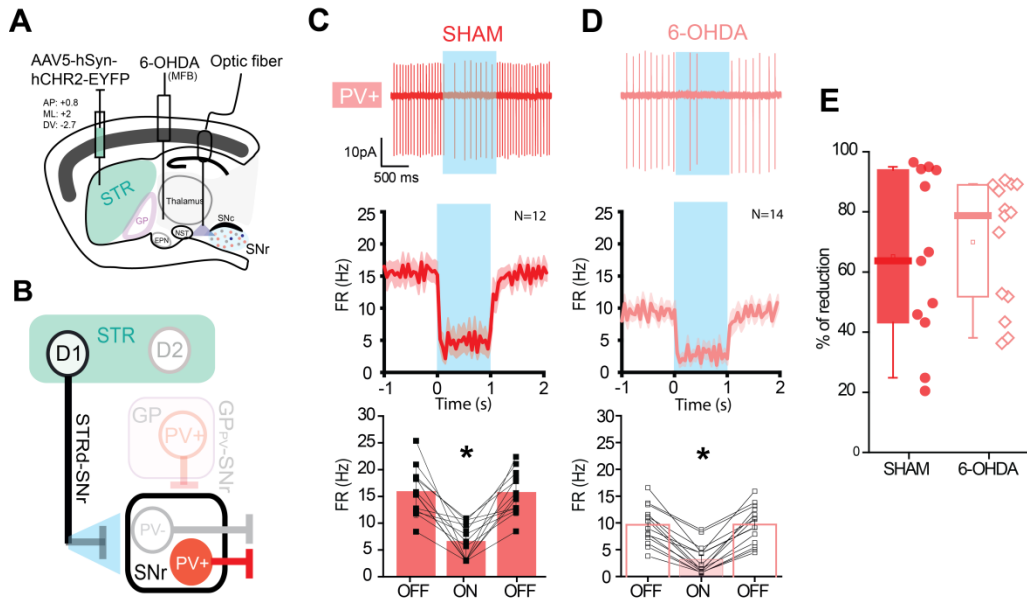 A
AAV5-hSyn-
hCHR2-EYFP
6-OHDA
(MFB)
Optic fiber
AP: +0.8
ML: +2
DV: -2.7
STR
GP
Thalamus
EPN
NST
SNc
SNr
B
STR
D1
D2
STRd-SNr
GP
PV+
GPPV-SNr
PV-
PV+
SNr
C
SHAM
PV+
10pA
500 ms
N=12
FR (Hz)
25
20
15
10
5
0
-1
0
1
2
Time (s)
FR (Hz)
30
25
20
15
10
5
0
*
OFF
ON
OFF
D
6-OHDA
N=14
FR (Hz)
25
20
15
10
5
0
-1
0
1
2
Time (s)
FR (Hz)
30
25
20
15
10
5
0
*
OFF
ON
OFF
E
% of reduction
100
80
60
40
20
0
SHAM
6-OHDA